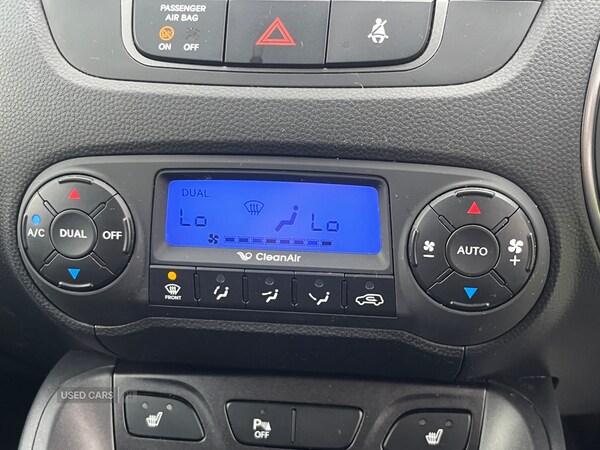 PASSENGER
AIR BAG
ON OFF
DUAL
Lo Lo
A/C DUAL OFF
AUTO
CleanAir
FRONT
USED CARS
P OFF